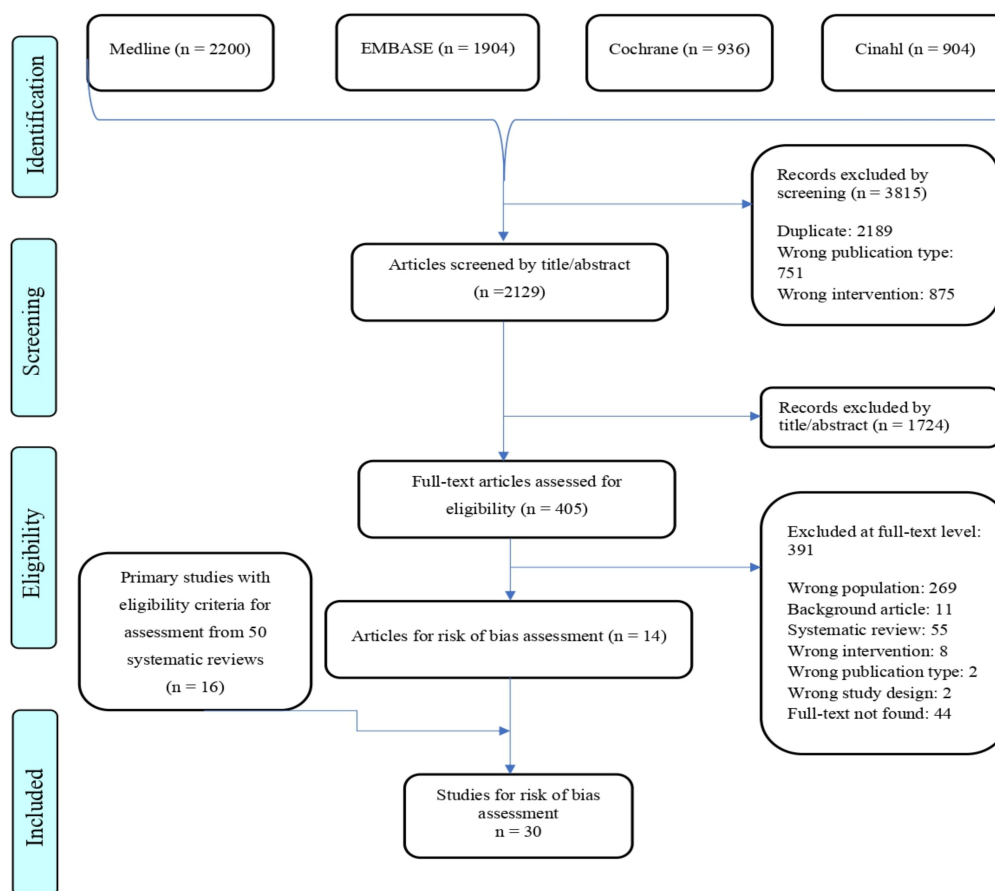 Identification
Medline (n = 2200)
EMBASE (n = 1904)
Cochrane (n = 936)
Cinahl (n = 904)
Records excluded by
screening (n = 3815)
Duplicate: 2189
Wrong publication type:
751
Wrong intervention: 875
Screening
Articles screened by title/abstract
(n =2129)
Records excluded by
title/abstract (n = 1724)
Eligibility
Full-text articles assessed for
eligibility (n = 405)
Excluded at full-text level:
391
Wrong population: 269
Background article: 11
Systematic review: 55
Wrong intervention: 8
Wrong publication type: 2
Wrong study design: 2
Full-text not found: 44
Primary studies with
eligibility criteria for
assessment from 50
systematic reviews
(n = 16)
Articles for risk of bias assessment (n = 14)
Included
Studies for risk of bias
assessment
n = 30